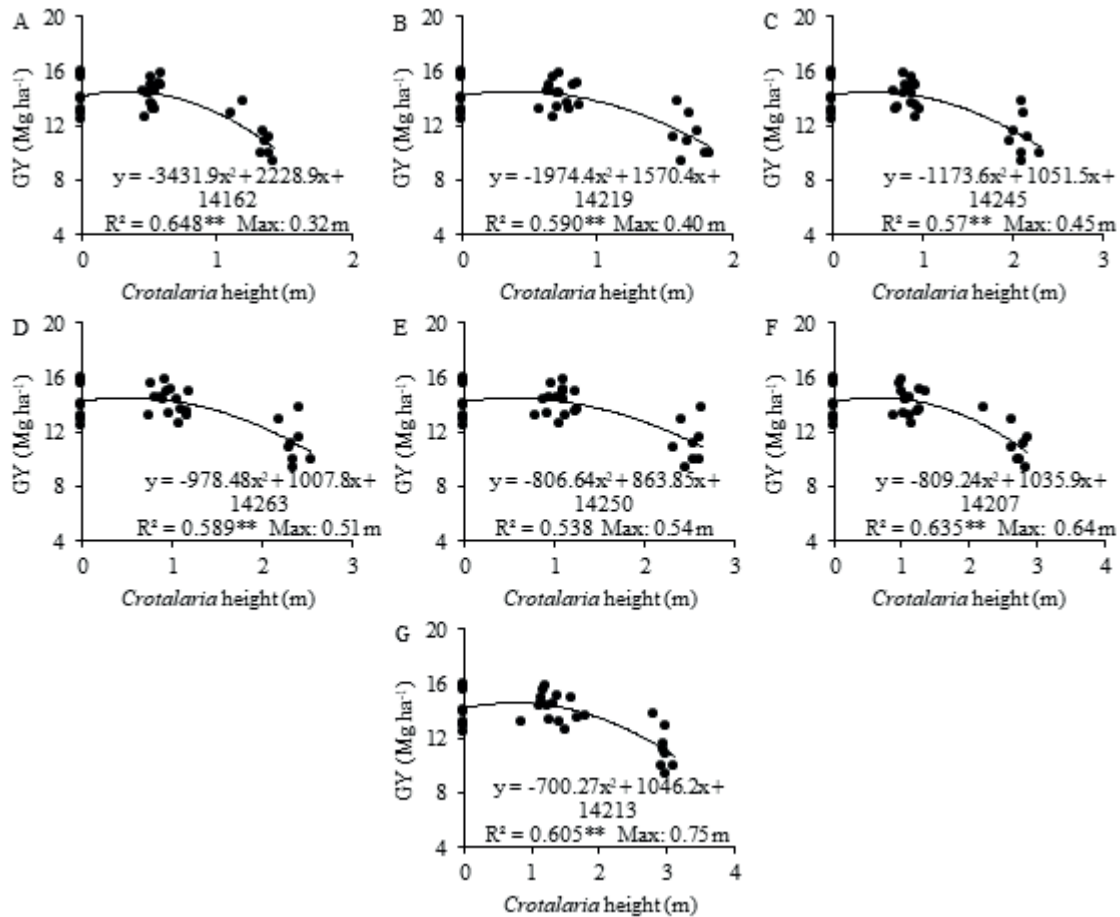 A
20
16
12
8
4
GY (Mg ha⁻¹)
y = -3431.9x² + 2228.9x +
14162
R² = 0.648** Max: 0.32 m
0 1 2
Crotalaria height (m)
B
20
16
12
8
4
GY (Mg ha⁻¹)
y = -1974.4x² + 1570.4x +
14219
R² = 0.590** Max: 0.40 m
0 1 2
Crotalaria height (m)
C
20
16
12
8
4
GY (Mg ha⁻¹)
y = -1173.6x² + 1051.5x +
14245
R² = 0.57** Max: 0.45 m
0 1 2 3
Crotalaria height (m)
D
20
16
12
8
4
GY (Mg ha⁻¹)
y = -978.48x² + 1007.8x +
14263
R² = 0.589** Max: 0.51 m
0 1 2 3
Crotalaria height (m)
E
20
16
12
8
4
GY (Mg ha⁻¹)
y = -806.64x² + 863.85x +
14250
R² = 0.538 Max: 0.54 m
0 1 2 3
Crotalaria height (m)
F
20
16
12
8
4
GY (Mg ha⁻¹)
y = -809.24x² + 1035.9x +
14207
R² = 0.635** Max: 0.64 m
0 1 2 3 4
Crotalaria height (m)
G
20
16
12
8
4
GY (Mg ha⁻¹)
y = -700.27x² + 1046.2x +
14213
R² = 0.605** Max: 0.75 m
0 1 2 3 4
Crotalaria height (m)